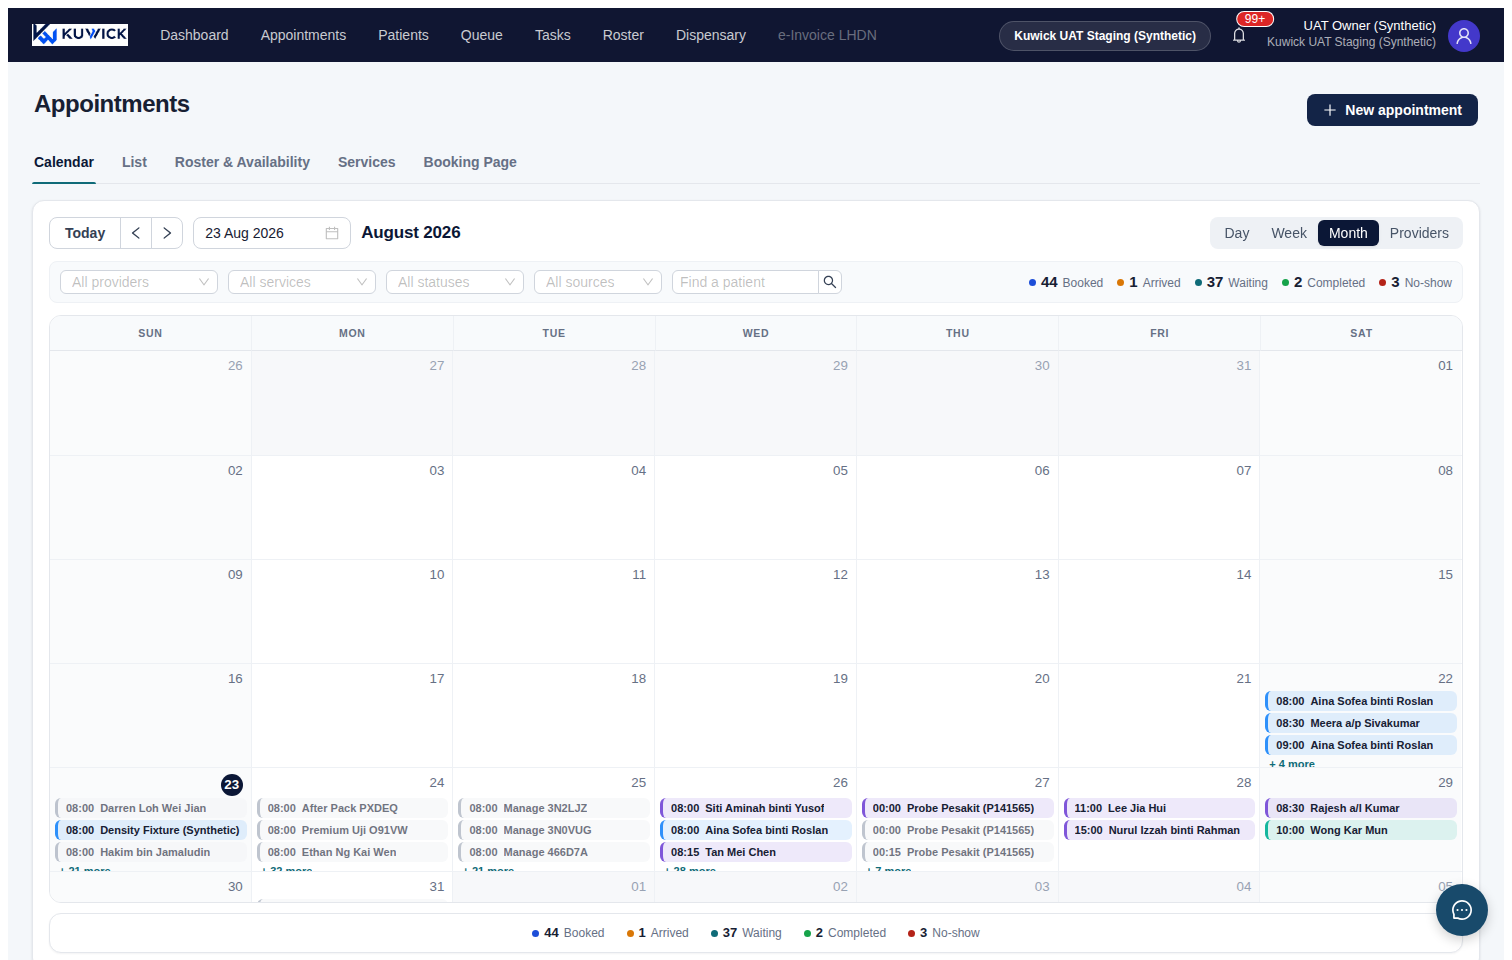 KUWICK Dashboard Appointments Patients Queue Tasks Roster Dispensary e-Invoice LHDN Kuwick UAT Staging (Synthetic) 99+ UAT Owner (Synthetic)
Kuwick UAT Staging (Synthetic)
Appointments
+ New appointment
Calendar List Roster & Availability Services Booking Page
Today < > 23 Aug 2026 August 2026 Day Week Month Providers
All providers All services All statuses All sources Find a patient 44 Booked 1 Arrived 37 Waiting 2 Completed 3 No-show
SUN MON TUE WED THU FRI SAT
26 27 28 29 30 31 01
02 03 04 05 06 07 08
09 10 11 12 13 14 15
16 17 18 19 20 21 22
08:00 Aina Sofea binti Roslan
08:30 Meera a/p Sivakumar
09:00 Aina Sofea binti Roslan
+ 4 more
23 24 25 26 27 28 29
08:00 Darren Loh Wei Jian 08:00 After Pack PXDEQ 08:00 Manage 3N2LJZ 08:00 Siti Aminah binti Yusof 00:00 Probe Pesakit (P141565) 11:00 Lee Jia Hui 08:30 Rajesh a/l Kumar
08:00 Density Fixture (Synthetic) 08:00 Premium Uji O91VW 08:00 Manage 3N0VUG 08:00 Aina Sofea binti Roslan 00:00 Probe Pesakit (P141565) 15:00 Nurul Izzah binti Rahman 10:00 Wong Kar Mun
08:00 Hakim bin Jamaludin 08:00 Ethan Ng Kai Wen 08:00 Manage 466D7A 08:15 Tan Mei Chen 00:15 Probe Pesakit (P141565)
+ 21 more + 32 more + 21 more + 28 more + 7 more
30 31 01 02 03 04 05
44 Booked 1 Arrived 37 Waiting 2 Completed 3 No-show